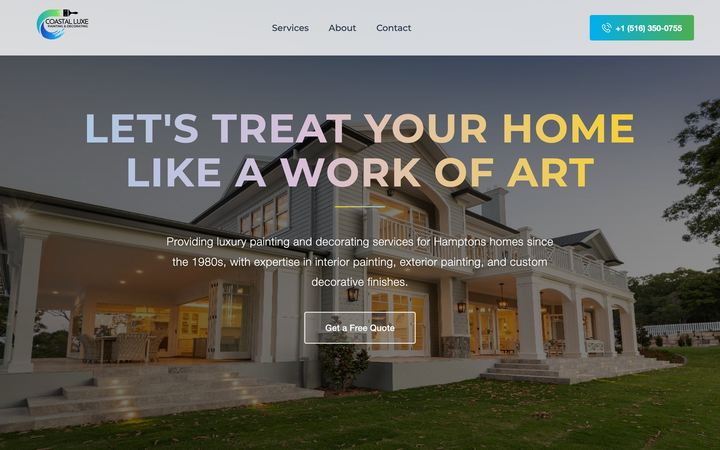 COASTAL LUXE
PAINTING & DECORATING
Services
About
Contact
+1 (516) 350-0755
LET'S TREAT YOUR HOME
LIKE A WORK OF ART
Providing luxury painting and decorating services for Hamptons homes since
the 1980s, with expertise in interior painting, exterior painting, and custom
decorative finishes.
Get a Free Quote